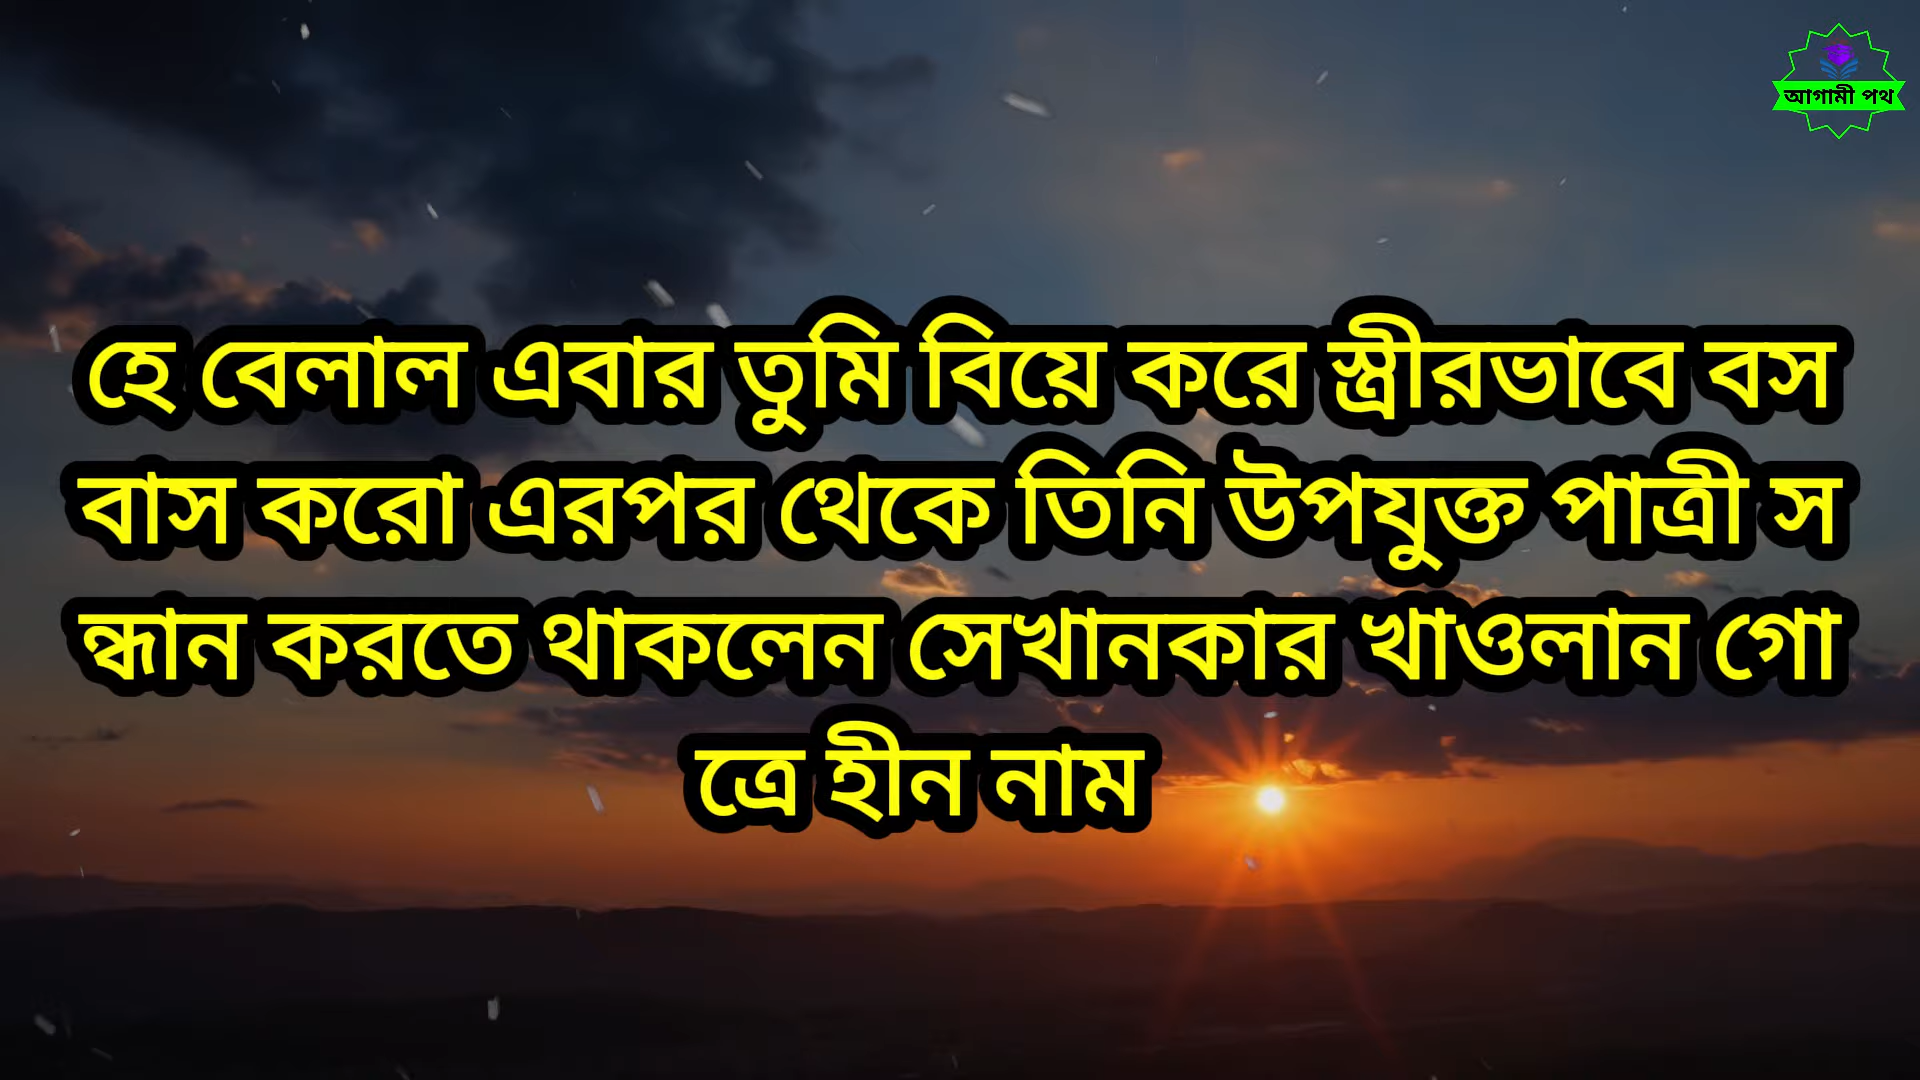 আগামী পথ
হে বেলাল এবার তুমি বিয়ে করে স্ত্রীরভাবে বস
বাস করো এরপর থেকে তিনি উপযুক্ত পাত্রী স
ন্ধান করতে থাকলেন সেখানকার খাওলান গো
ত্রে হীন নাম